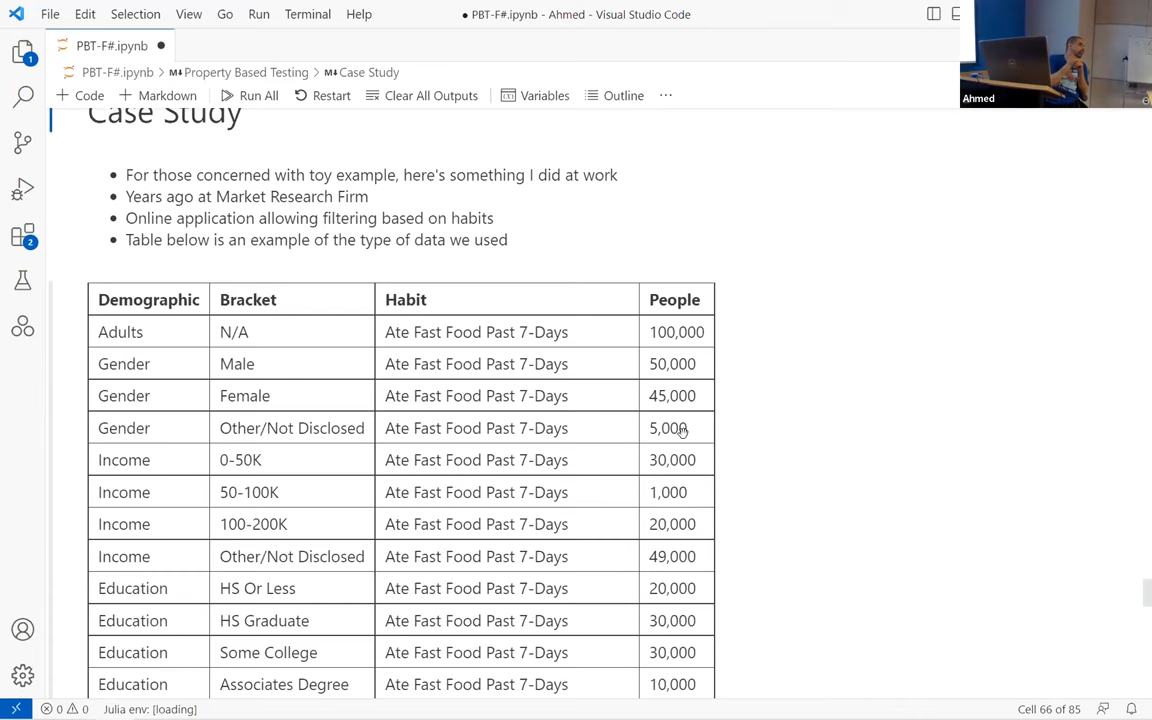 File Edit Selection View Go Run Terminal Help
● PBT-F#.ipynb - Ahmed - Visual Studio Code
PBT-F#.ipynb ●
PBT-F#.ipynb > Property Based Testing > Case Study
+ Code + Markdown Run All Restart Clear All Outputs Variables Outline ...
Ahmed
Case Study
• For those concerned with toy example, here's something I did at work
• Years ago at Market Research Firm
• Online application allowing filtering based on habits
• Table below is an example of the type of data we used
Demographic Bracket Habit People
Adults N/A Ate Fast Food Past 7-Days 100,000
Gender Male Ate Fast Food Past 7-Days 50,000
Gender Female Ate Fast Food Past 7-Days 45,000
Gender Other/Not Disclosed Ate Fast Food Past 7-Days 5,000
Income 0-50K Ate Fast Food Past 7-Days 30,000
Income 50-100K Ate Fast Food Past 7-Days 1,000
Income 100-200K Ate Fast Food Past 7-Days 20,000
Income Other/Not Disclosed Ate Fast Food Past 7-Days 49,000
Education HS Or Less Ate Fast Food Past 7-Days 20,000
Education HS Graduate Ate Fast Food Past 7-Days 30,000
Education Some College Ate Fast Food Past 7-Days 30,000
Education Associates Degree Ate Fast Food Past 7-Days 10,000
1
2
0 0 Julia env: [loading] Cell 66 of 85